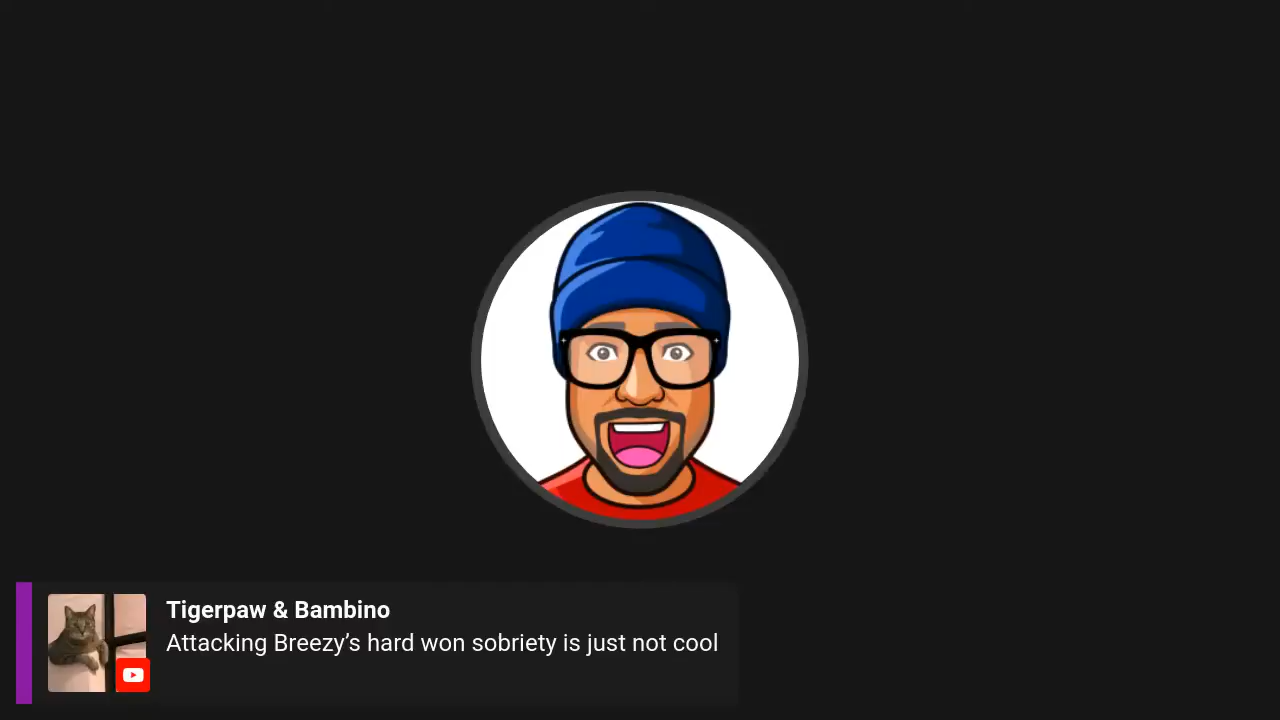 Tigerpaw & Bambino
Attacking Breezy’s hard won sobriety is just not cool